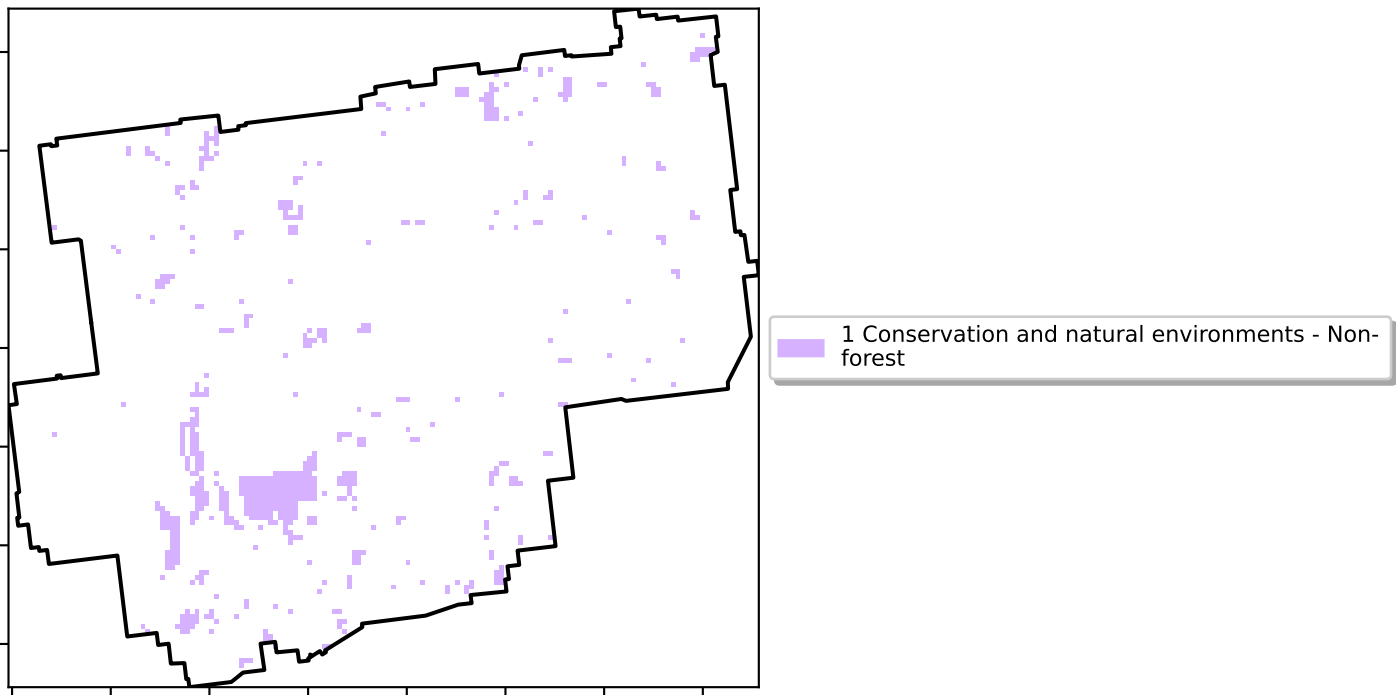 1 Conservation and natural environments - Non-
forest